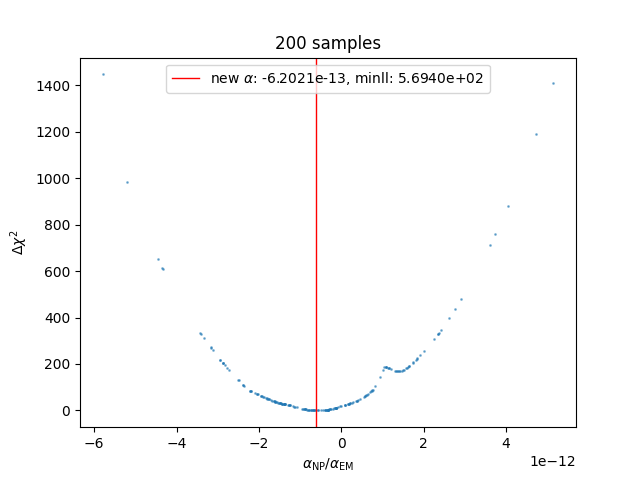 200 samples
new α: -6.2021e-13, minll: 5.6940e+02
1400
1200
1000
800
600
400
200
0
Δχ²
−6 −4 −2 0 2 4
1e−12
α_NP/α_EM